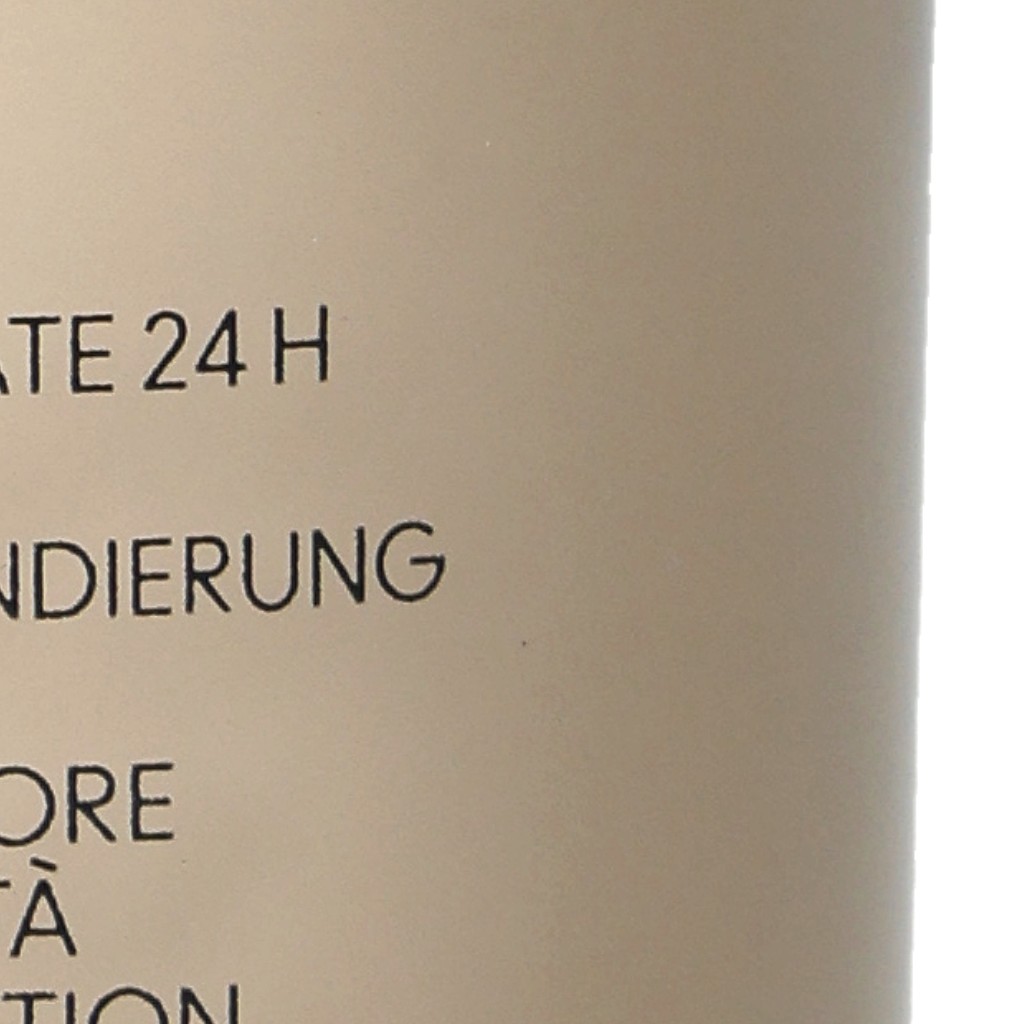 ATE 24 H
NDIERUNG
ORE
TÀ
TION